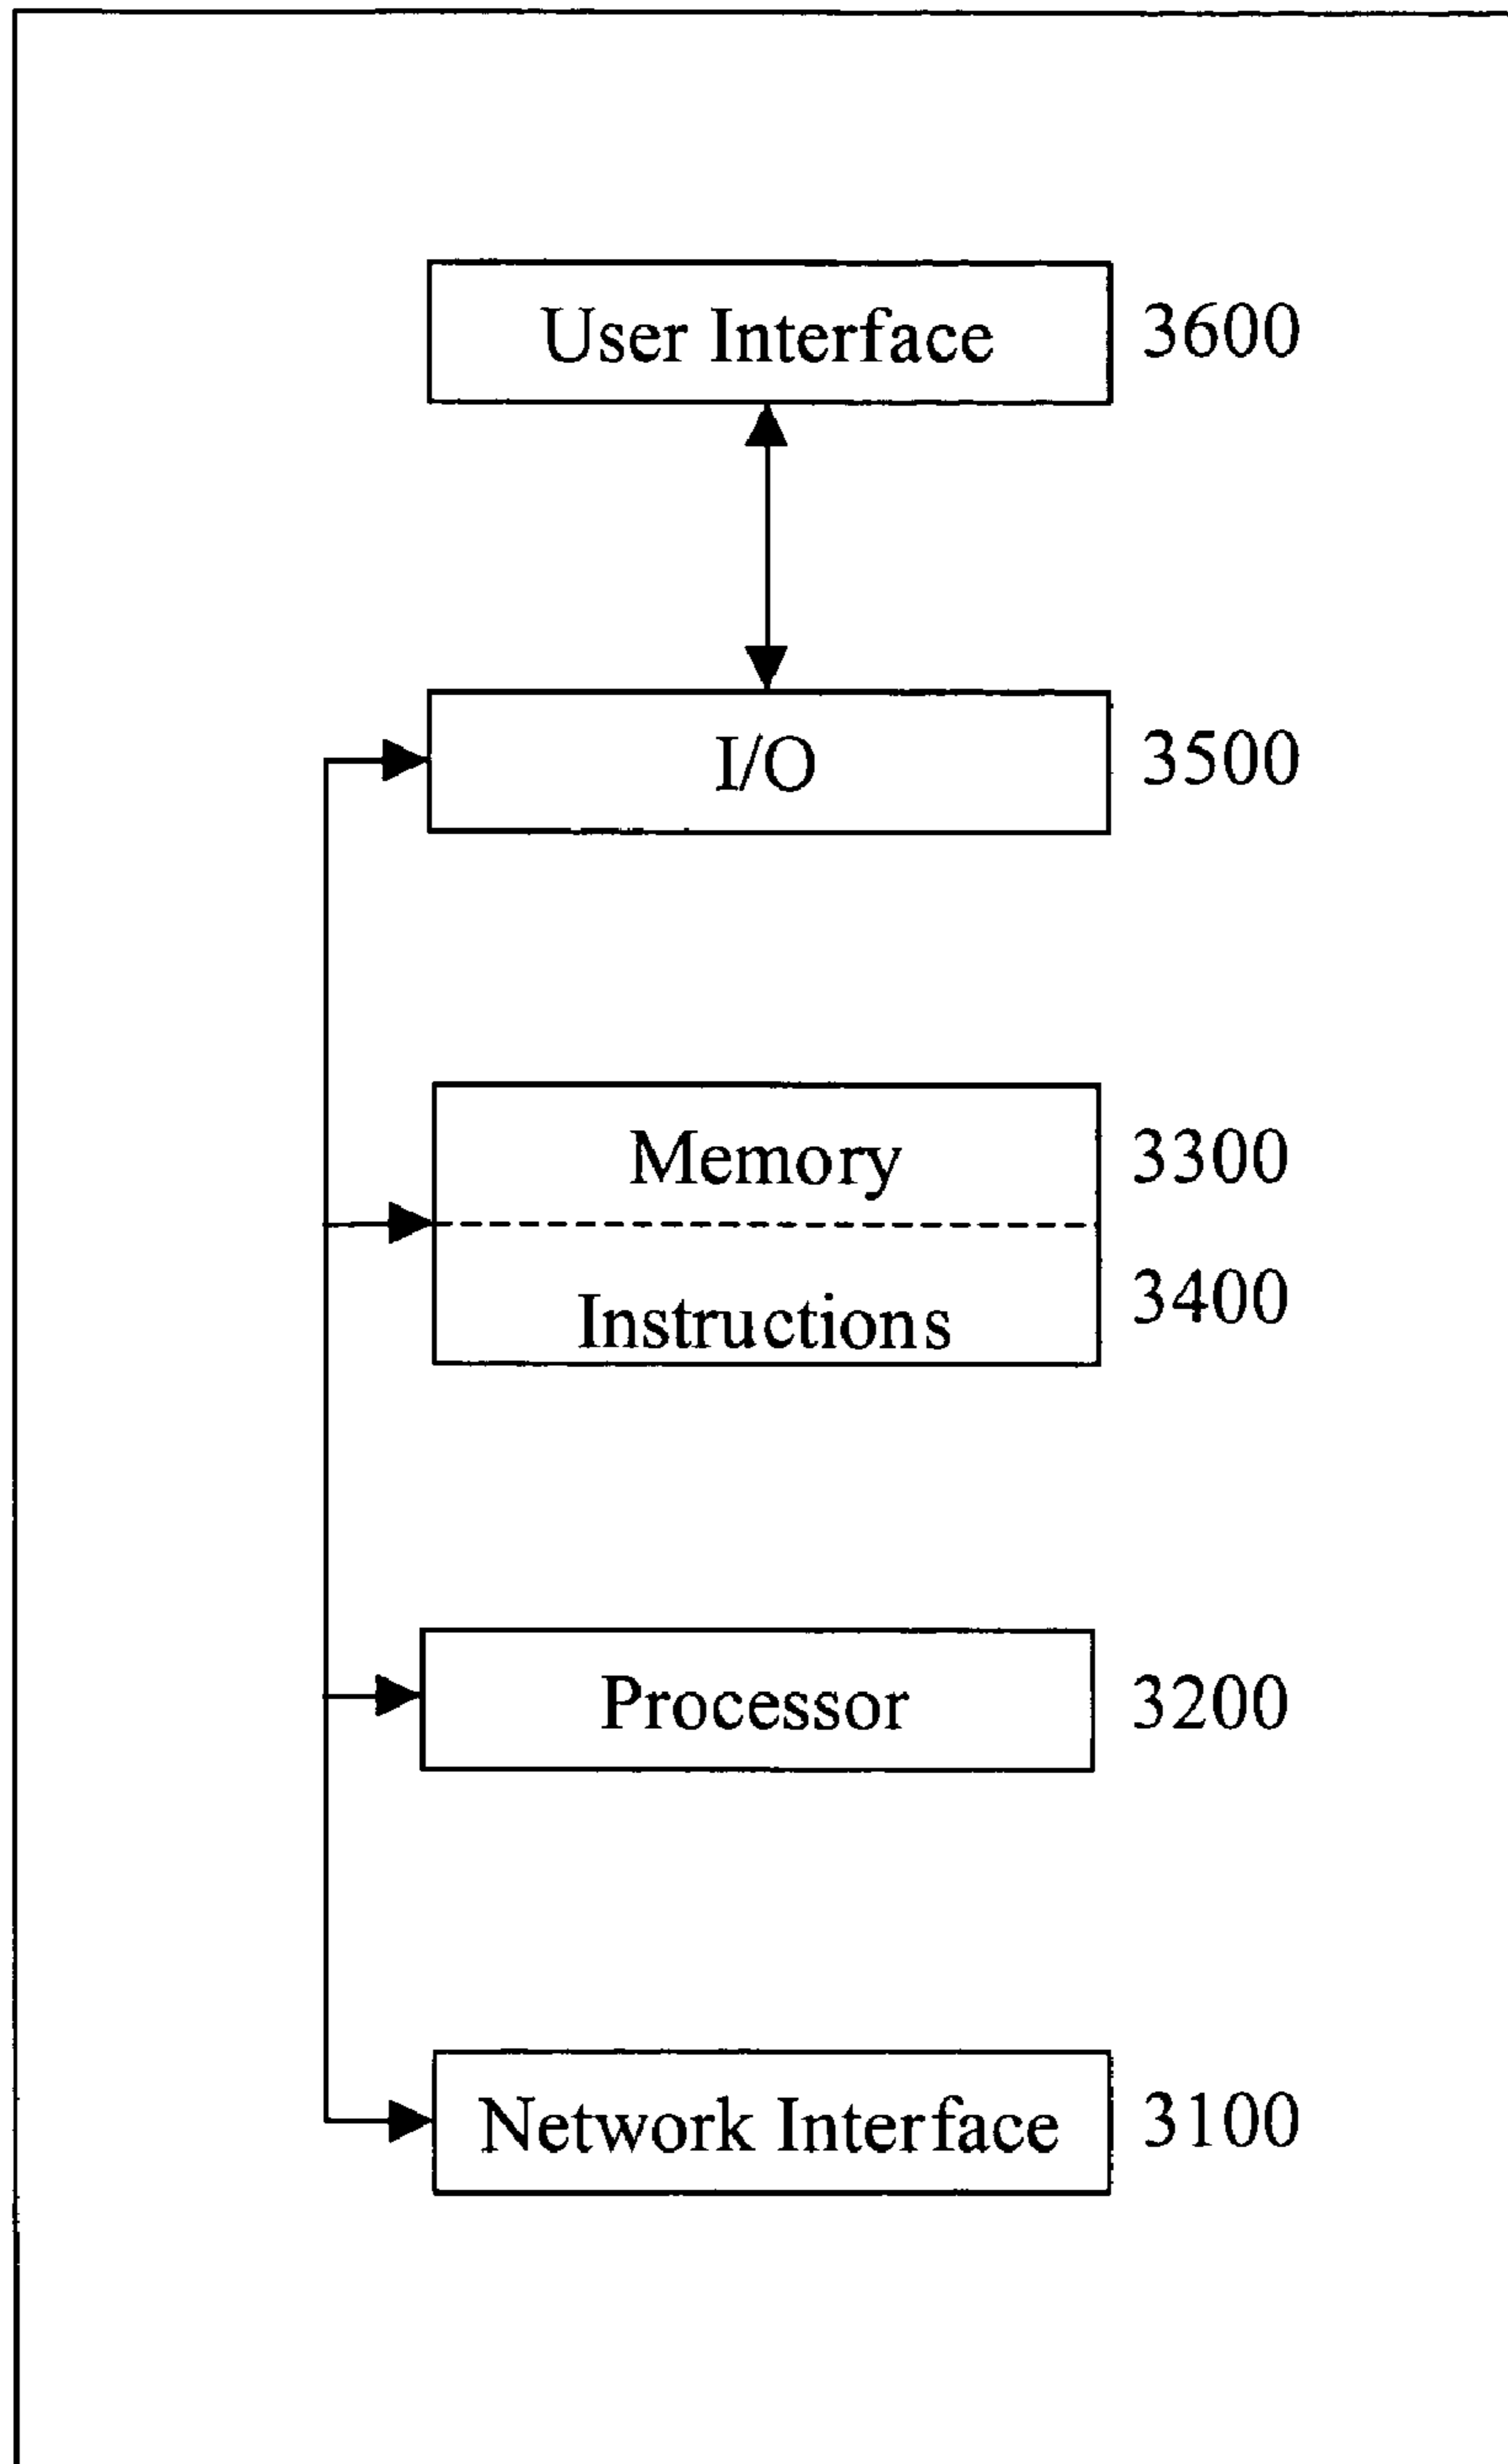 User Interface 3600
I/O 3500
Memory 3300
Instructions 3400
Processor 3200
Network Interface 3100